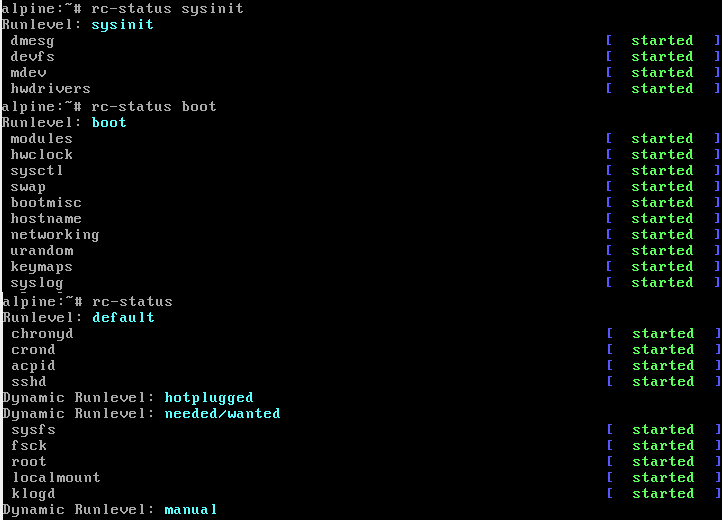 alpine:~# rc-status sysinit
Runlevel: sysinit
dmesg [ started ]
devfs [ started ]
mdev [ started ]
hwdrivers [ started ]
alpine:~# rc-status boot
Runlevel: boot
modules [ started ]
hwclock [ started ]
sysctl [ started ]
swap [ started ]
bootmisc [ started ]
hostname [ started ]
networking [ started ]
urandom [ started ]
keymaps [ started ]
syslog [ started ]
alpine:~# rc-status
Runlevel: default
chronyd [ started ]
crond [ started ]
acpid [ started ]
sshd [ started ]
Dynamic Runlevel: hotplugged
Dynamic Runlevel: needed/wanted
sysfs [ started ]
fsck [ started ]
root [ started ]
localmount [ started ]
klogd [ started ]
Dynamic Runlevel: manual